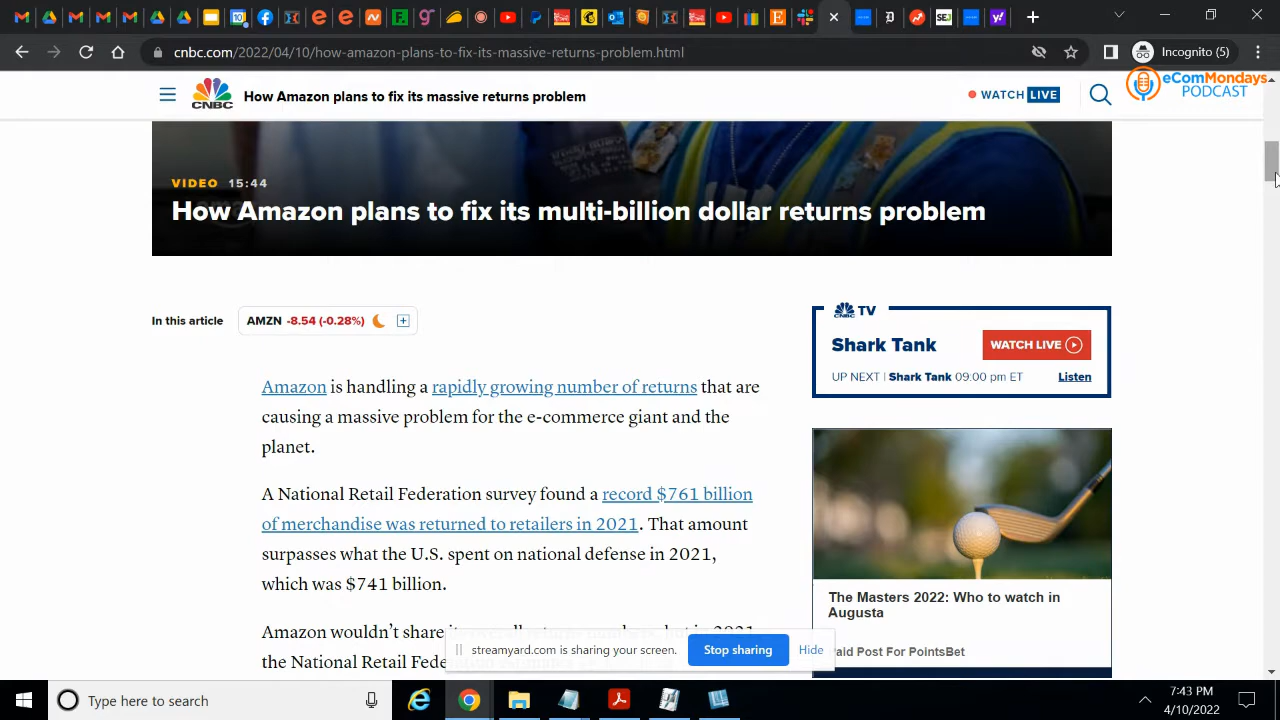 cnbc.com/2022/04/10/how-amazon-plans-to-fix-its-massive-returns-problem.html
Incognito (5)
CNBC
How Amazon plans to fix its massive returns problem
WATCH LIVE
eComMondays
PODCAST
VIDEO 15:44
How Amazon plans to fix its multi-billion dollar returns problem
In this article
AMZN -8.54 (-0.28%)
TV
Shark Tank
WATCH LIVE
UP NEXT | Shark Tank 09:00 pm ET
Listen
Amazon is handling a rapidly growing number of returns that are
causing a massive problem for the e-commerce giant and the
planet.
A National Retail Federation survey found a record $761 billion
of merchandise was returned to retailers in 2021. That amount
surpasses what the U.S. spent on national defense in 2021,
which was $741 billion.
Amazon wouldn't share its overall returns numbers, but in 2021,
the National Retail Federation estimates
The Masters 2022: Who to watch in
Augusta
aid Post For PointsBet
streamyard.com is sharing your screen.
Stop sharing
Hide
Type here to search
7:43 PM
4/10/2022